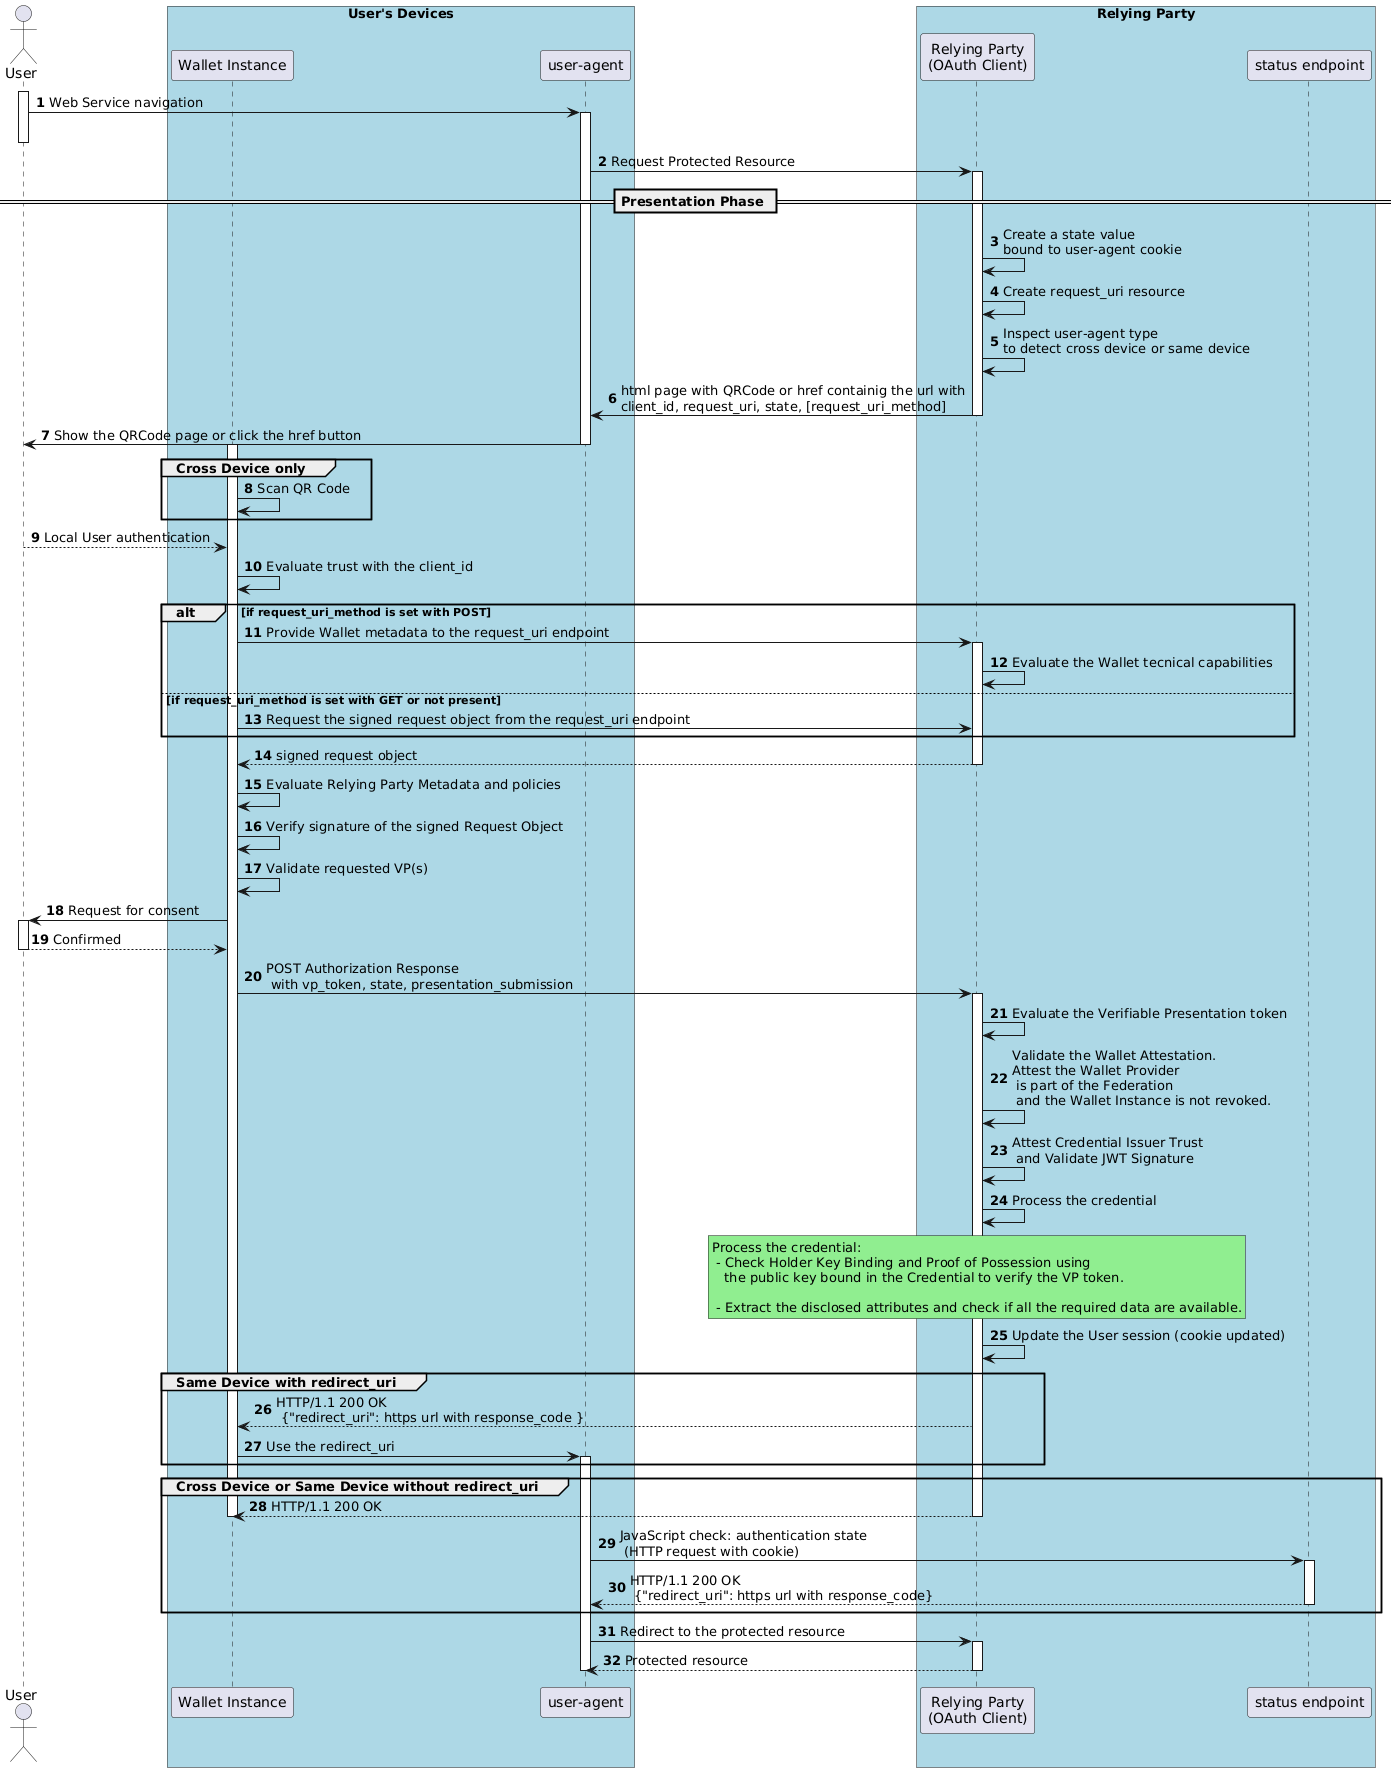 User's Devices
Relying Party
User
Wallet Instance
user-agent
Relying Party
(OAuth Client)
status endpoint
1 Web Service navigation
2 Request Protected Resource
Presentation Phase
3 Create a state value
bound to user-agent cookie
4 Create request_uri resource
5 Inspect user-agent type
to detect cross device or same device
6 html page with QRCode or href containig the url with
client_id, request_uri, state, [request_uri_method]
7 Show the QRCode page or click the href button
Cross Device only
8 Scan QR Code
9 Local User authentication
10 Evaluate trust with the client_id
alt [if request_uri_method is set with POST]
11 Provide Wallet metadata to the request_uri endpoint
12 Evaluate the Wallet tecnical capabilities
[if request_uri_method is set with GET or not present]
13 Request the signed request object from the request_uri endpoint
14 signed request object
15 Evaluate Relying Party Metadata and policies
16 Verify signature of the signed Request Object
17 Validate requested VP(s)
18 Request for consent
19 Confirmed
20 POST Authorization Response
with vp_token, state, presentation_submission
21 Evaluate the Verifiable Presentation token
22 Validate the Wallet Attestation.
Attest the Wallet Provider
is part of the Federation
and the Wallet Instance is not revoked.
23 Attest Credential Issuer Trust
and Validate JWT Signature
24 Process the credential
Process the credential:
- Check Holder Key Binding and Proof of Possession using
the public key bound in the Credential to verify the VP token.
- Extract the disclosed attributes and check if all the required data are available.
25 Update the User session (cookie updated)
Same Device with redirect_uri
26 HTTP/1.1 200 OK
{"redirect_uri": https url with response_code }
27 Use the redirect_uri
Cross Device or Same Device without redirect_uri
28 HTTP/1.1 200 OK
29 JavaScript check: authentication state
(HTTP request with cookie)
30 HTTP/1.1 200 OK
{"redirect_uri": https url with response_code}
31 Redirect to the protected resource
32 Protected resource
User
Wallet Instance
user-agent
Relying Party
(OAuth Client)
status endpoint